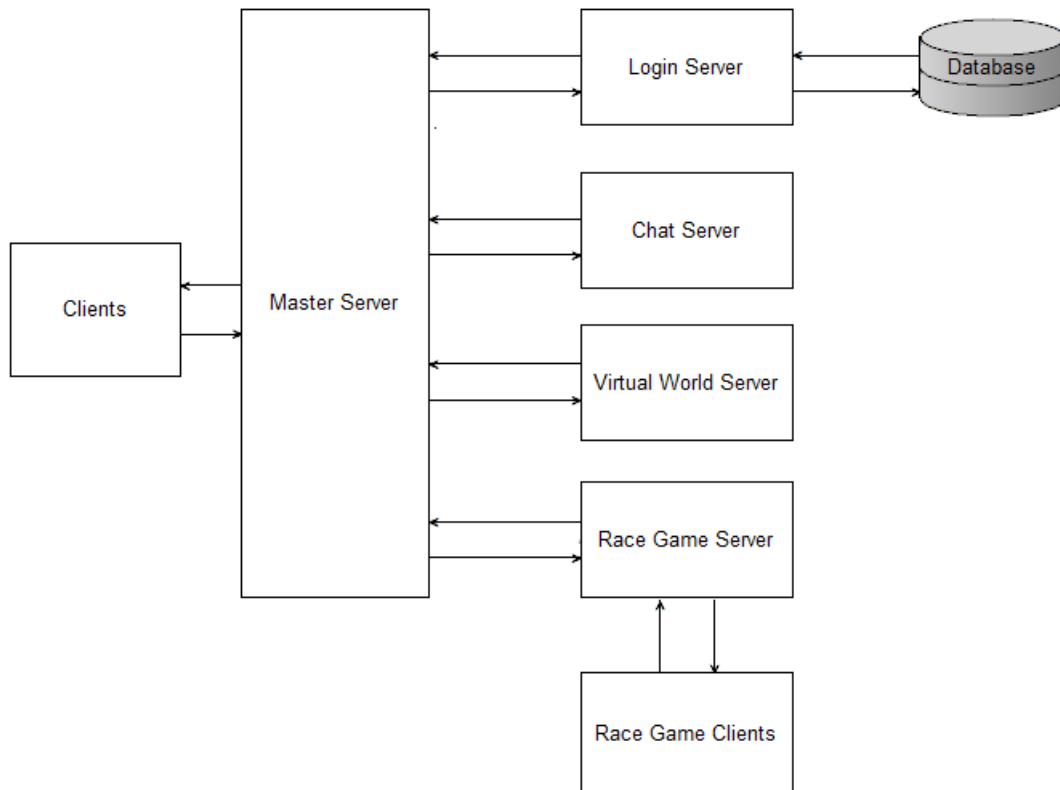 Login Server
Database
Chat Server
Clients
Master Server
Virtual World Server
Race Game Server
Race Game Clients